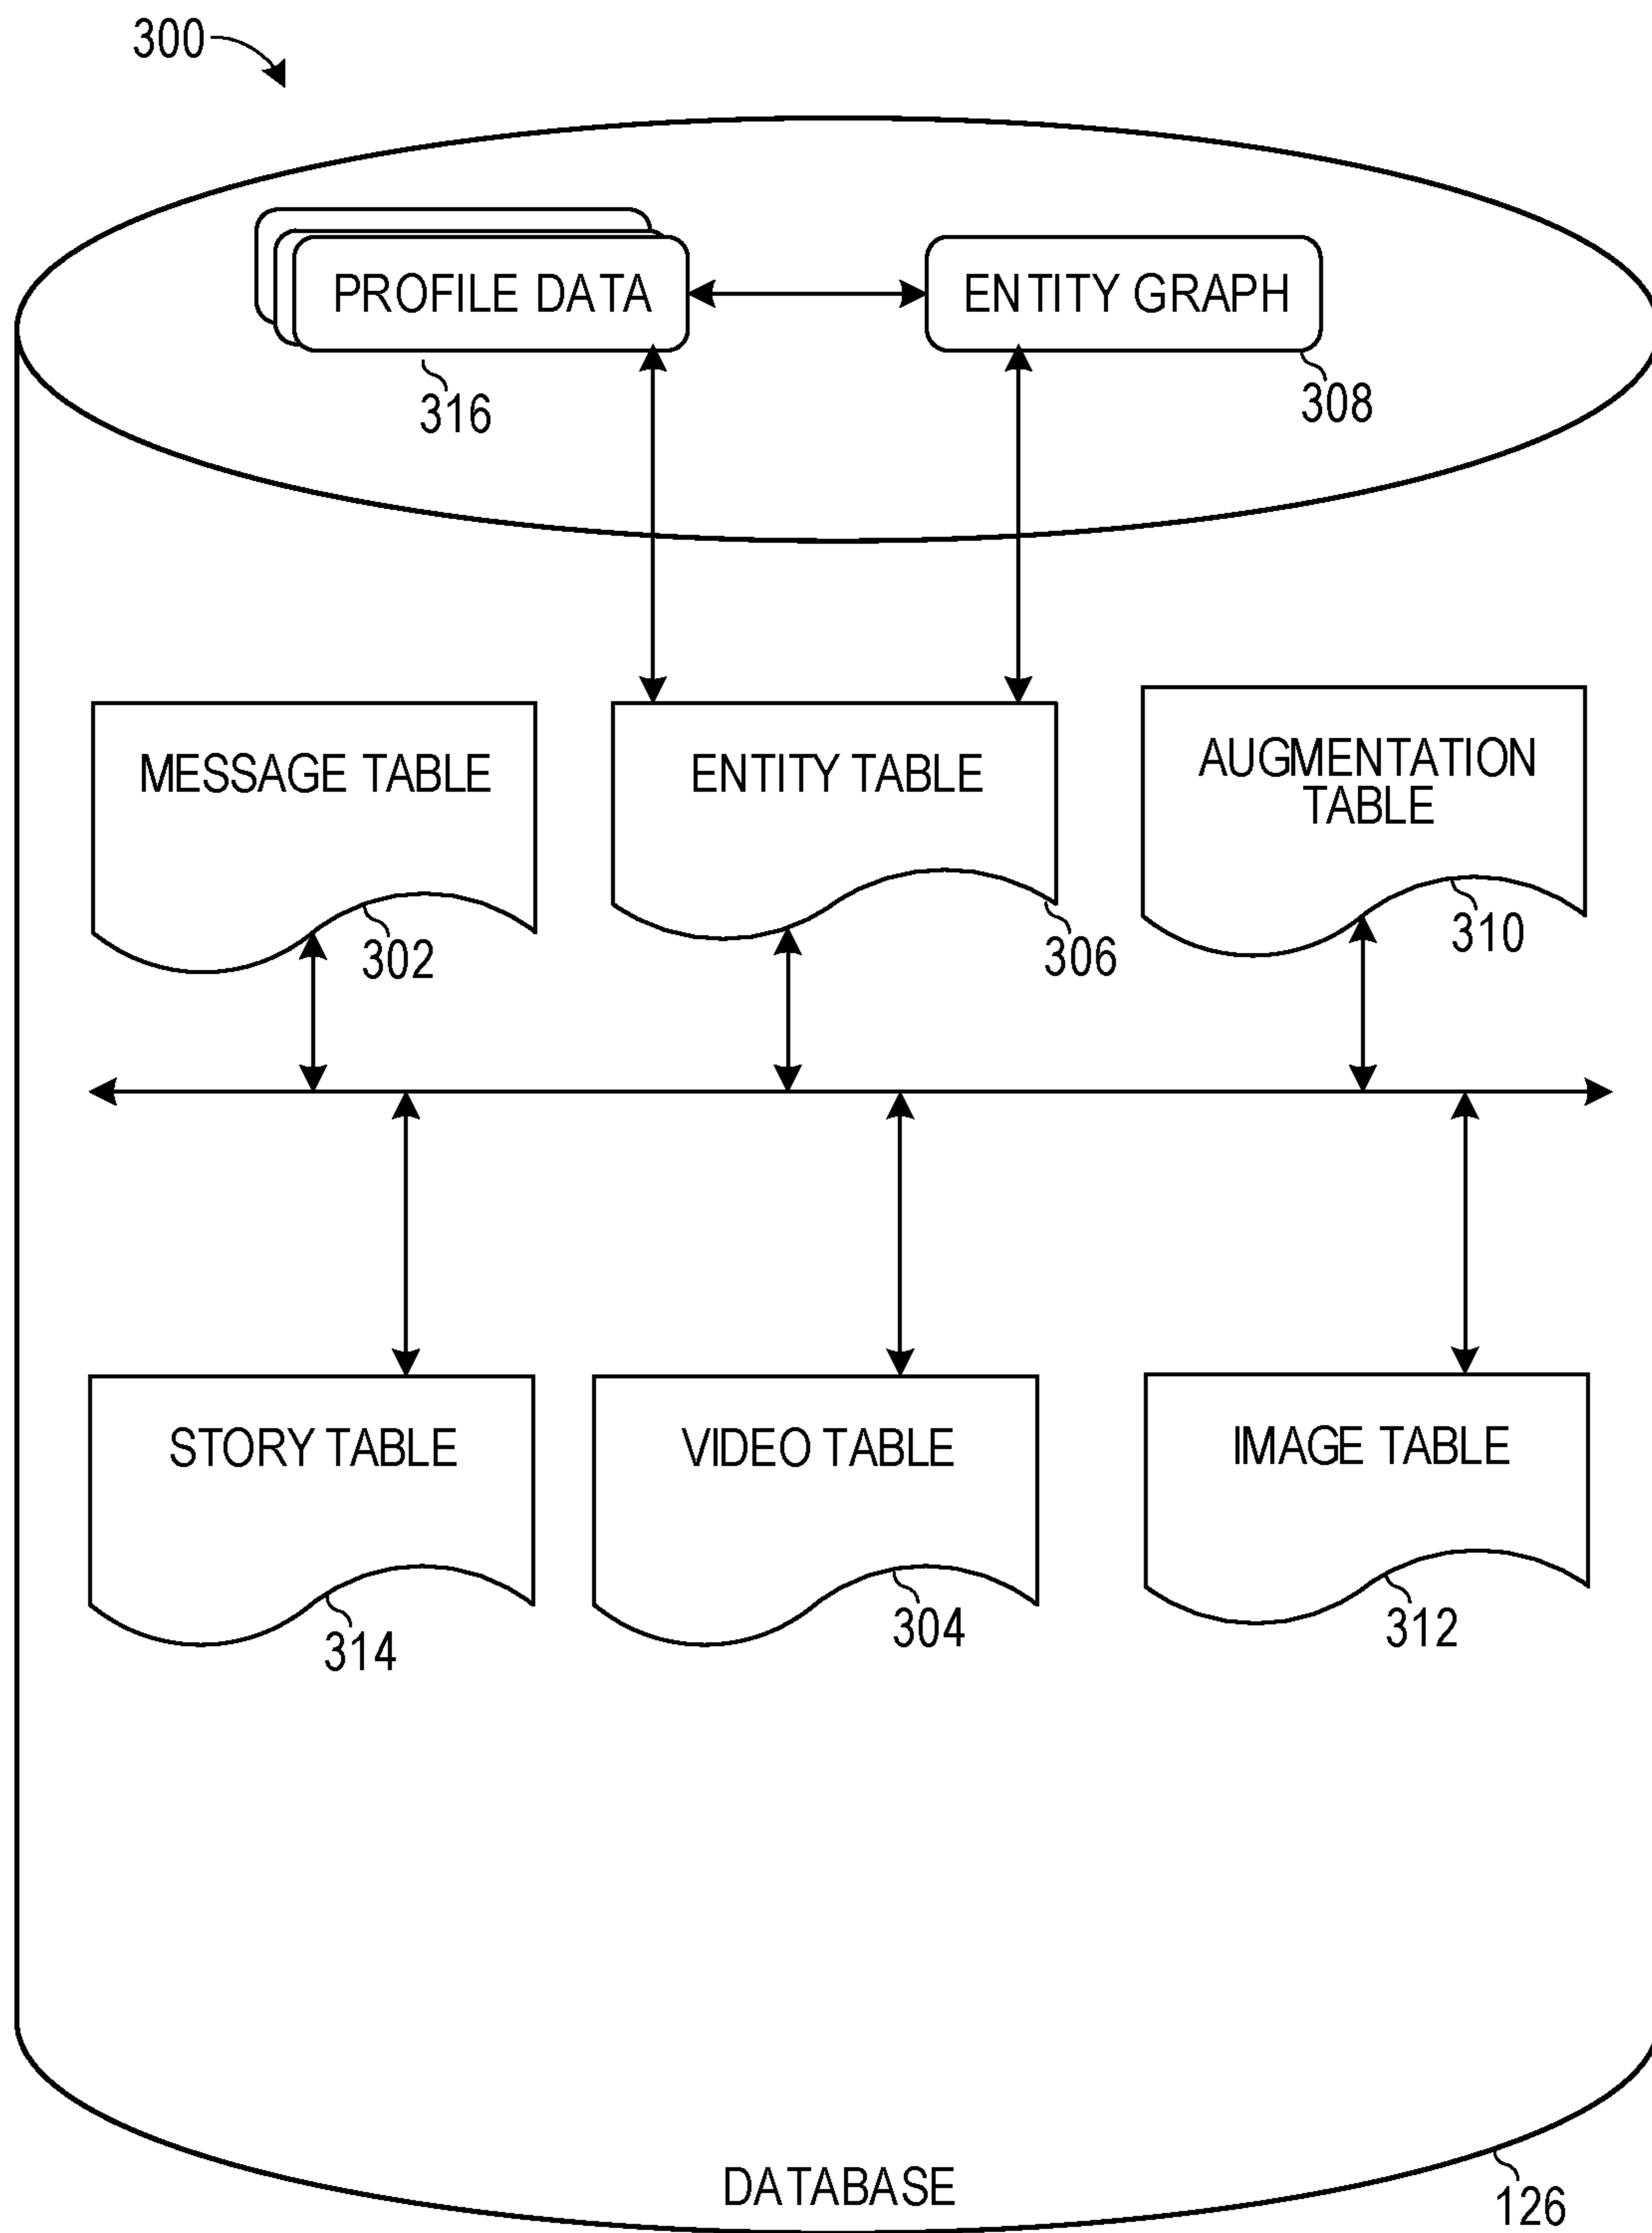 300
PROFILE DATA
ENTITY GRAPH
316
308
MESSAGE TABLE
ENTITY TABLE
AUGMENTATION
TABLE
302
306
310
STORY TABLE
VIDEO TABLE
IMAGE TABLE
314
304
312
DATABASE
126